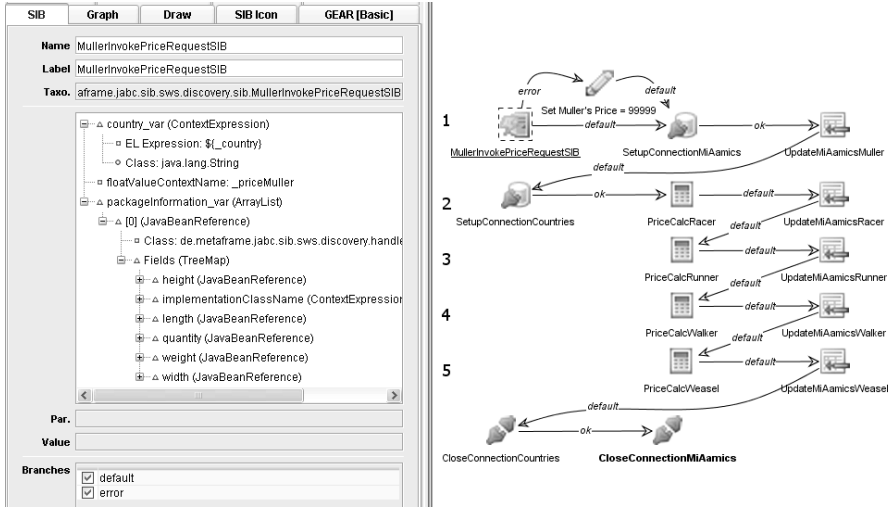 SIB Graph Draw SIB Icon GEAR [Basic]
Name MullerInvokePriceRequestSIB
Label MullerInvokePriceRequestSIB
Taxo. aframe.jabc.sib.sws.discovery.sib.MullerInvokePriceRequestSIB
country_var (ContextExpression)
EL Expression: ${_country}
Class: java.lang.String
floatValueContextName: _priceMuller
packageInformation_var (ArrayList)
[0] (JavaBeanReference)
Class: de.metaframe.jabc.sib.sws.discovery.handle
Fields (TreeMap)
height (JavaBeanReference)
implementationClassName (ContextExpression
length (JavaBeanReference)
quantity (JavaBeanReference)
weight (JavaBeanReference)
width (JavaBeanReference)
Par.
Value
Branches
default
error
error default
Set Muller's Price = 99999
1 default ok
MullerInvokePriceRequestSIB SetupConnectionMiAamics UpdateMiAamicsMuller
default
2 ok default
SetupConnectionCountries PriceCalcRacer UpdateMiAamicsRacer
default
3 default
PriceCalcRunner UpdateMiAamicsRunner
default
4 default
PriceCalcWalker UpdateMiAamicsWalker
default
5 default
PriceCalcWeasel UpdateMiAamicsWeasel
default
ok
CloseConnectionCountries CloseConnectionMiAamics